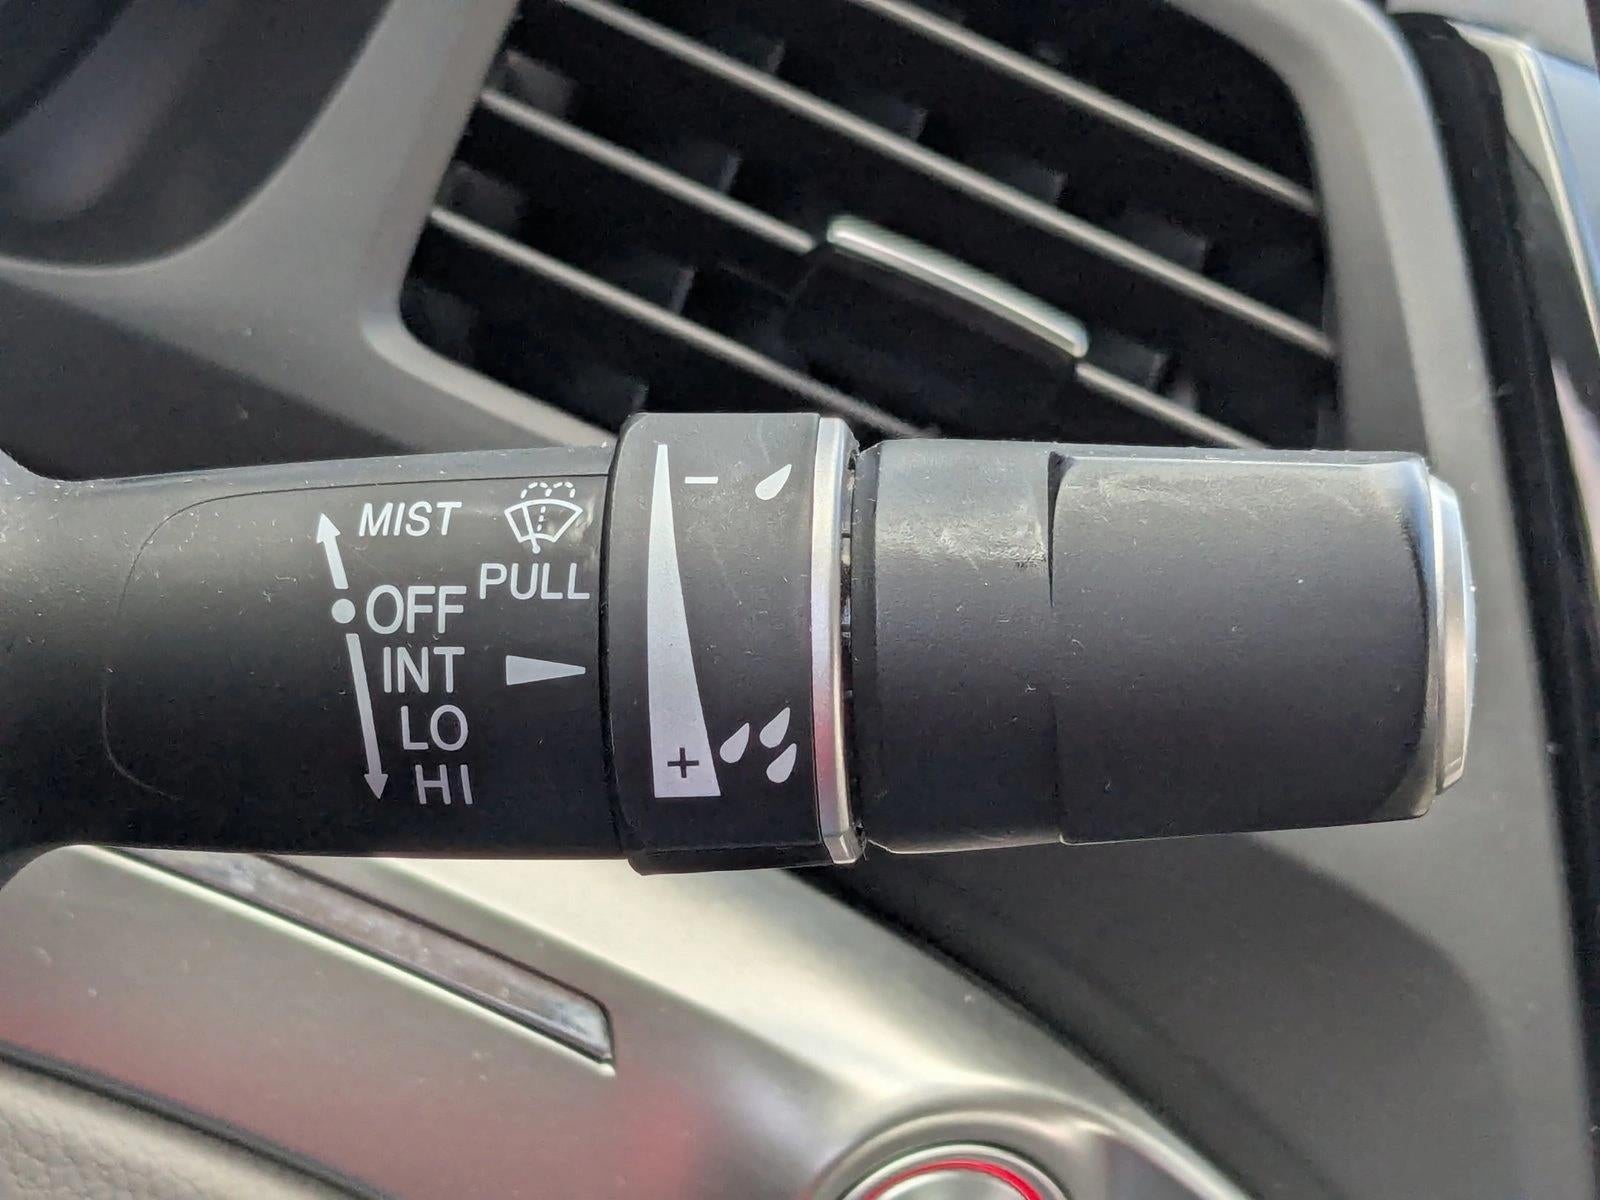 MIST
PULL
OFF
INT
LO
HI
-
+